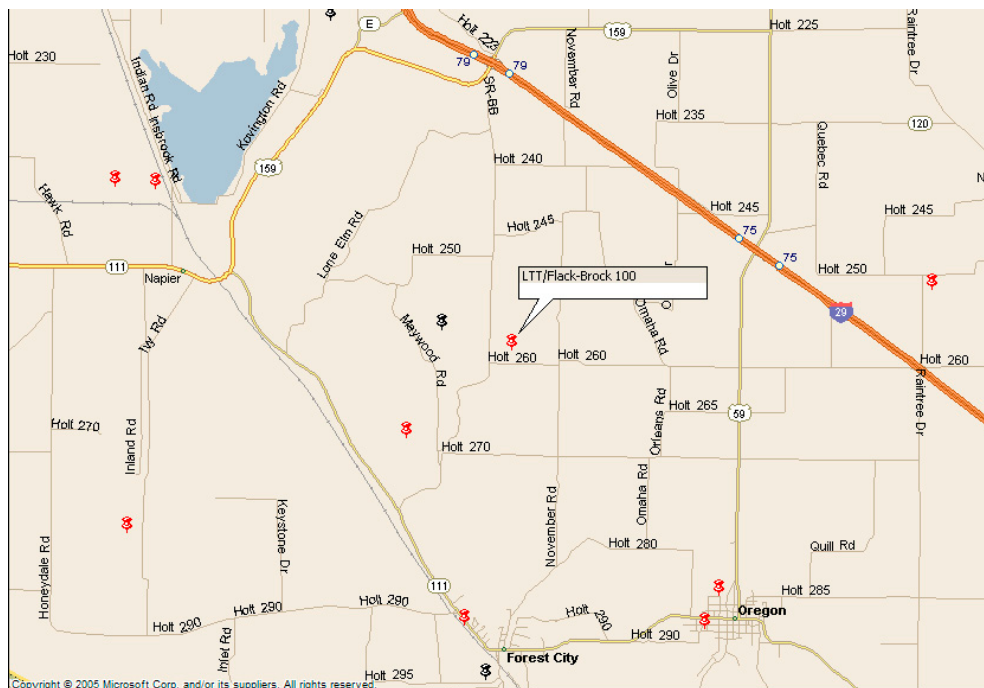 Holt 225
E
159
Holt 225
Raintree Dr
Holt 230
Indian Rd
Insbrook Rd
Kavington Rd
79
79
SR-BB
November Rd
Olive Dr
Holt 235
120
Quebec Rd
159
Holt 240
N
Hawk Rd
Lone Elm Rd
Holt 245
Holt 245
Holt 245
Holt 250
75
75
Holt 250
111
Napier
LTT/Flack-Brock 100
r
29
Ivy Rd
Maywood Rd
Omaha Rd
Holt 260
Holt 260
Holt 260
Raintree Dr
Orleans Rd
Holt 265
59
Holt 270
Inland Rd
Holt 270
Omaha Rd
November Rd
Keystone Dr
Honeydale Rd
Holt 280
Quill Rd
111
Holt 285
Holt 290
Holt 290
Holt 290
Holt 290
Holt 290
Oregon
Inlet Rd
Forest City
Holt 295
Copyright © 2005 Microsoft Corp. and/or its suppliers. All rights reserved.